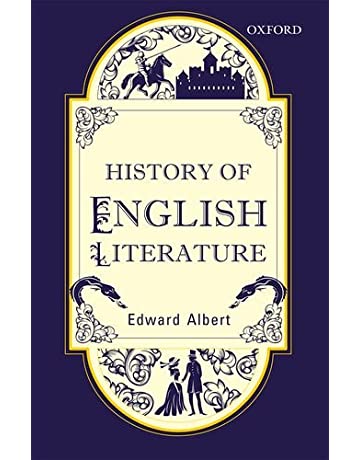 OXFORD
HISTORY OF
ENGLISH
LITERATURE
Edward Albert